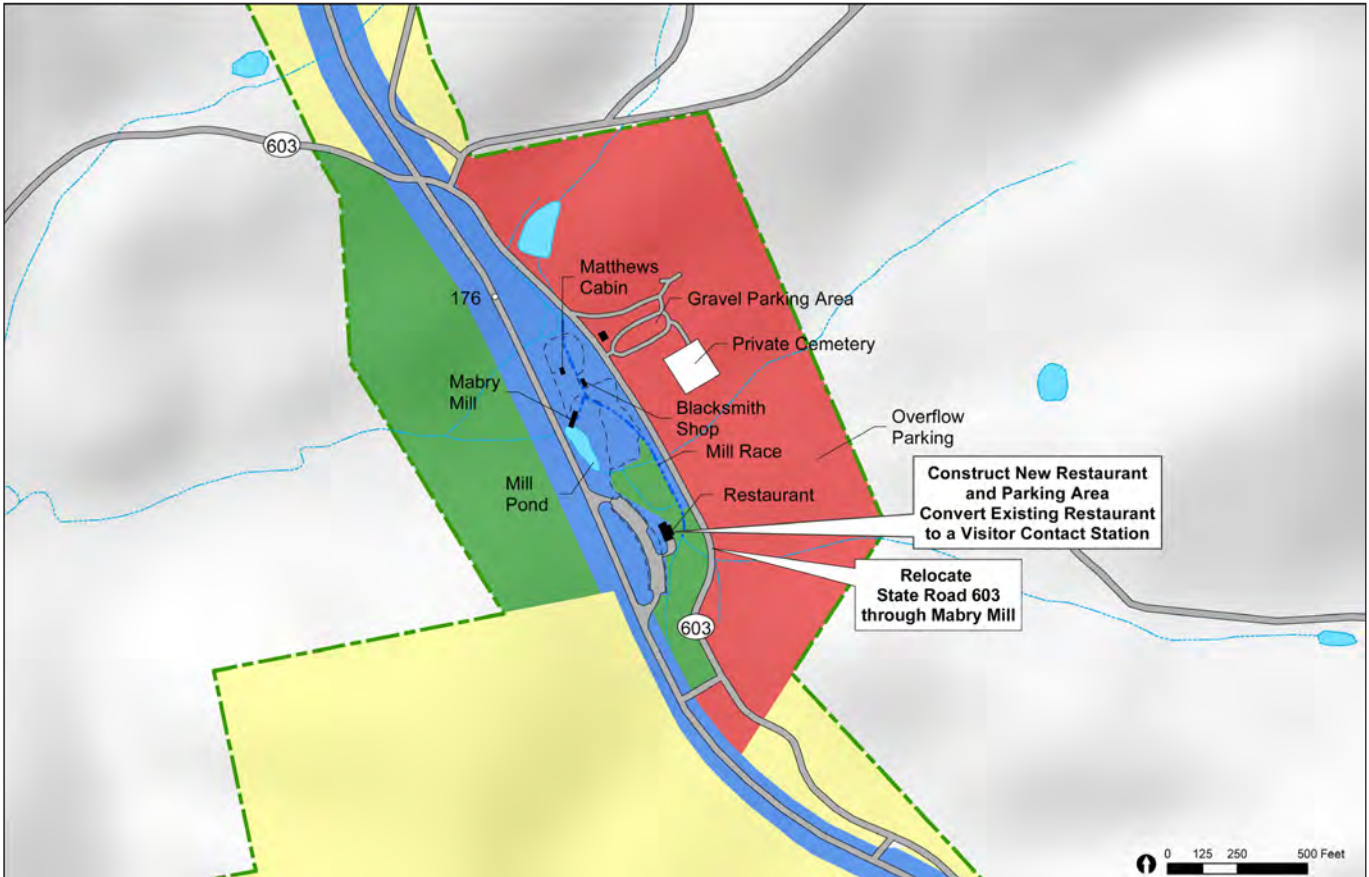 603
Matthews
Cabin
176
Gravel Parking Area
Private Cemetery
Mabry
Mill
Blacksmith
Shop
Overflow
Parking
Mill Race
Mill
Pond
Restaurant
Construct New Restaurant
and Parking Area
Convert Existing Restaurant
to a Visitor Contact Station
Relocate
State Road 603
through Mabry Mill
603
0 125 250 500 Feet